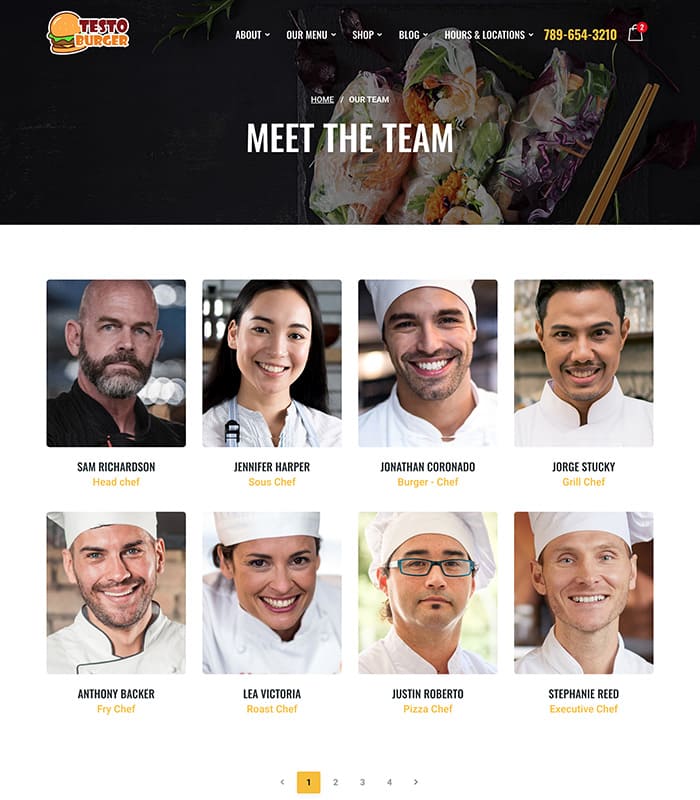 TESTO
BURGER
ABOUT OUR MENU SHOP BLOG HOURS & LOCATIONS 789-654-3210 2
HOME / OUR TEAM
MEET THE TEAM
SAM RICHARDSON JENNIFER HARPER JONATHAN CORONADO JORGE STUCKY
Head chef Sous Chef Burger - Chef Grill Chef
ANTHONY BACKER LEA VICTORIA JUSTIN ROBERTO STEPHANIE REED
Fry Chef Roast Chef Pizza Chef Executive Chef
< 1 2 3 4 >